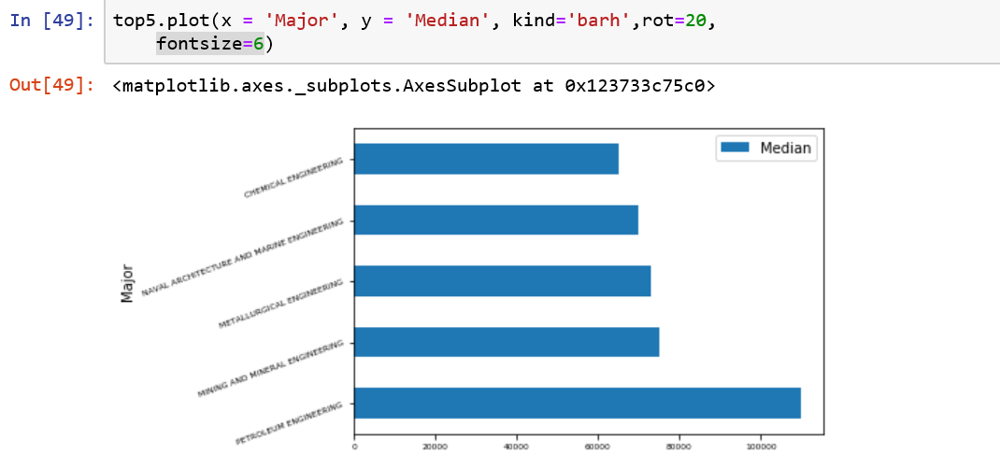 In [49]: top5.plot(x = 'Major', y = 'Median', kind='barh',rot=20,
fontsize=6)
Out[49]: <matplotlib.axes._subplots.AxesSubplot at 0x123733c75c0>
Median
CHEMICAL ENGINEERING
NAVAL ARCHITECTURE AND MARINE ENGINEERING
Major
METALLURGICAL ENGINEERING
MINING AND MINERAL ENGINEERING
PETROLEUM ENGINEERING
0 20000 40000 60000 80000 100000